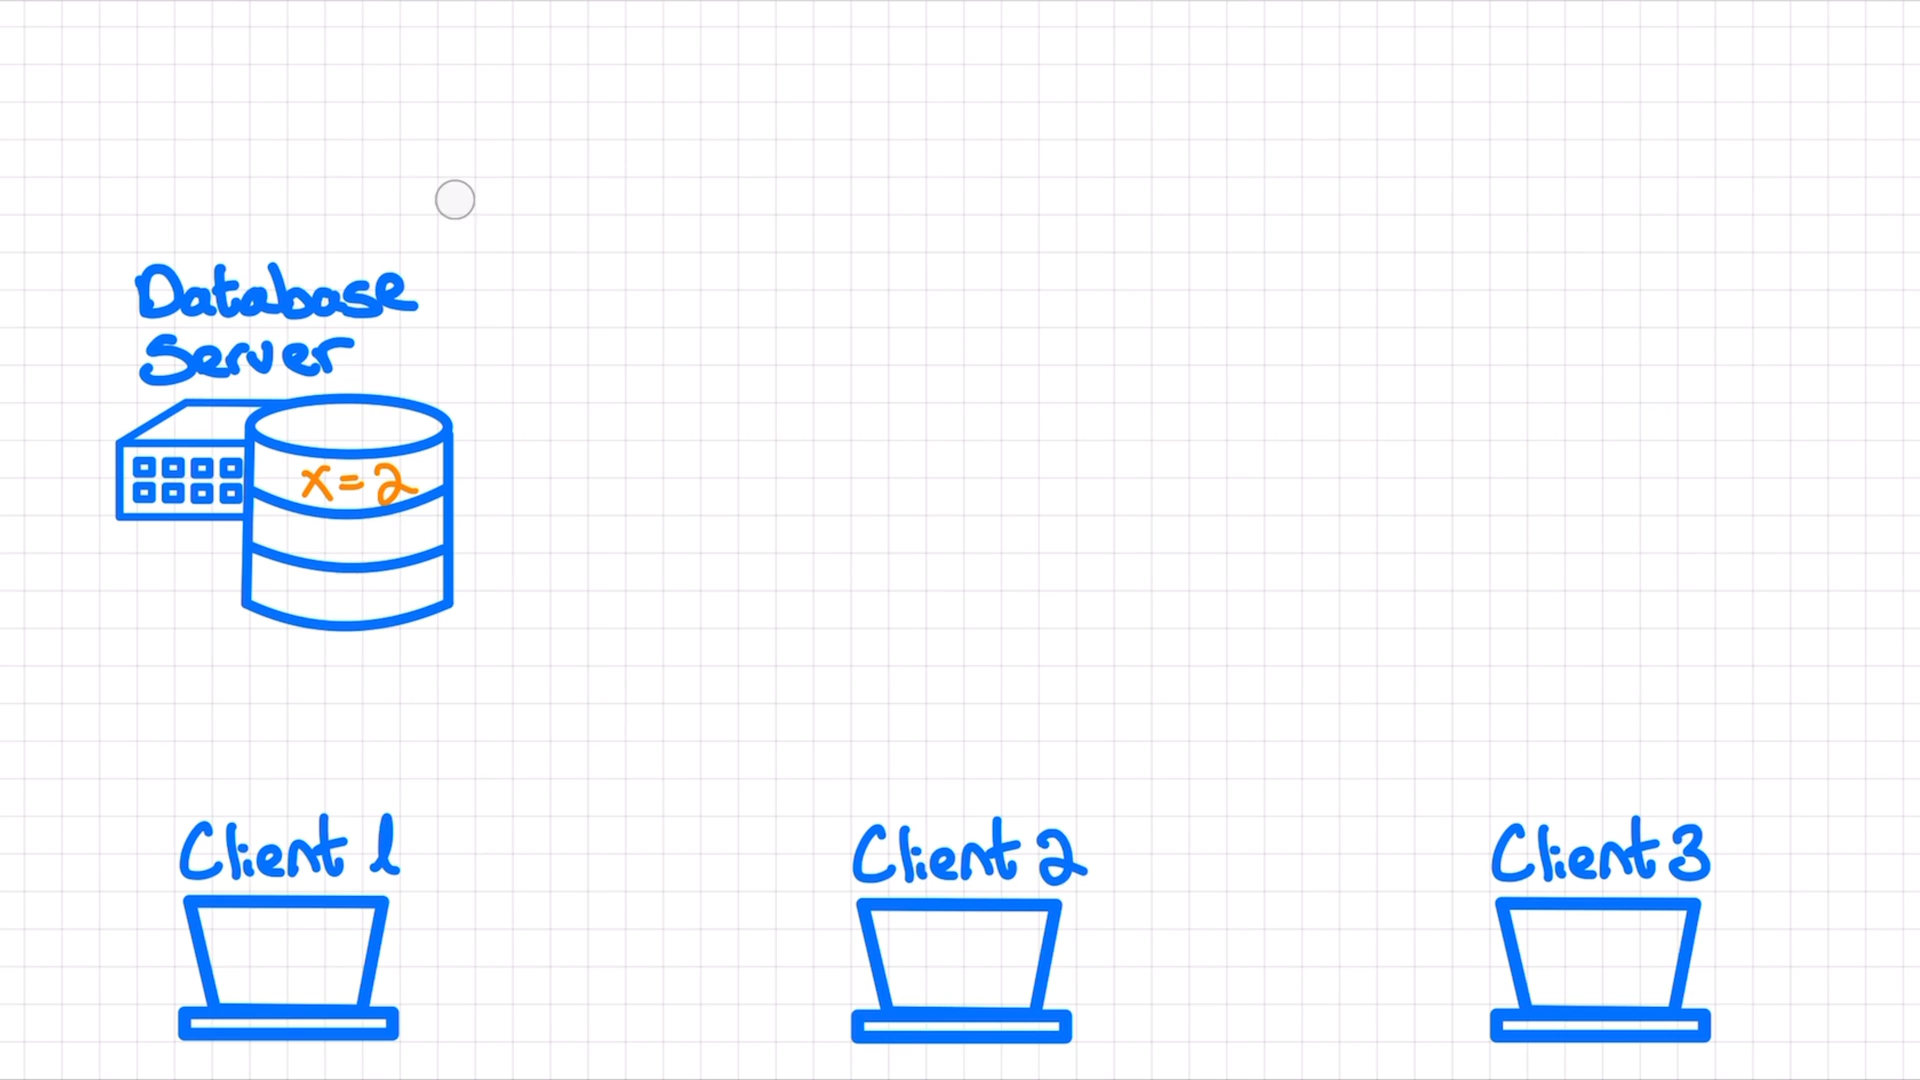 Database
Server
x=2
Client 1
Client 2
Client 3